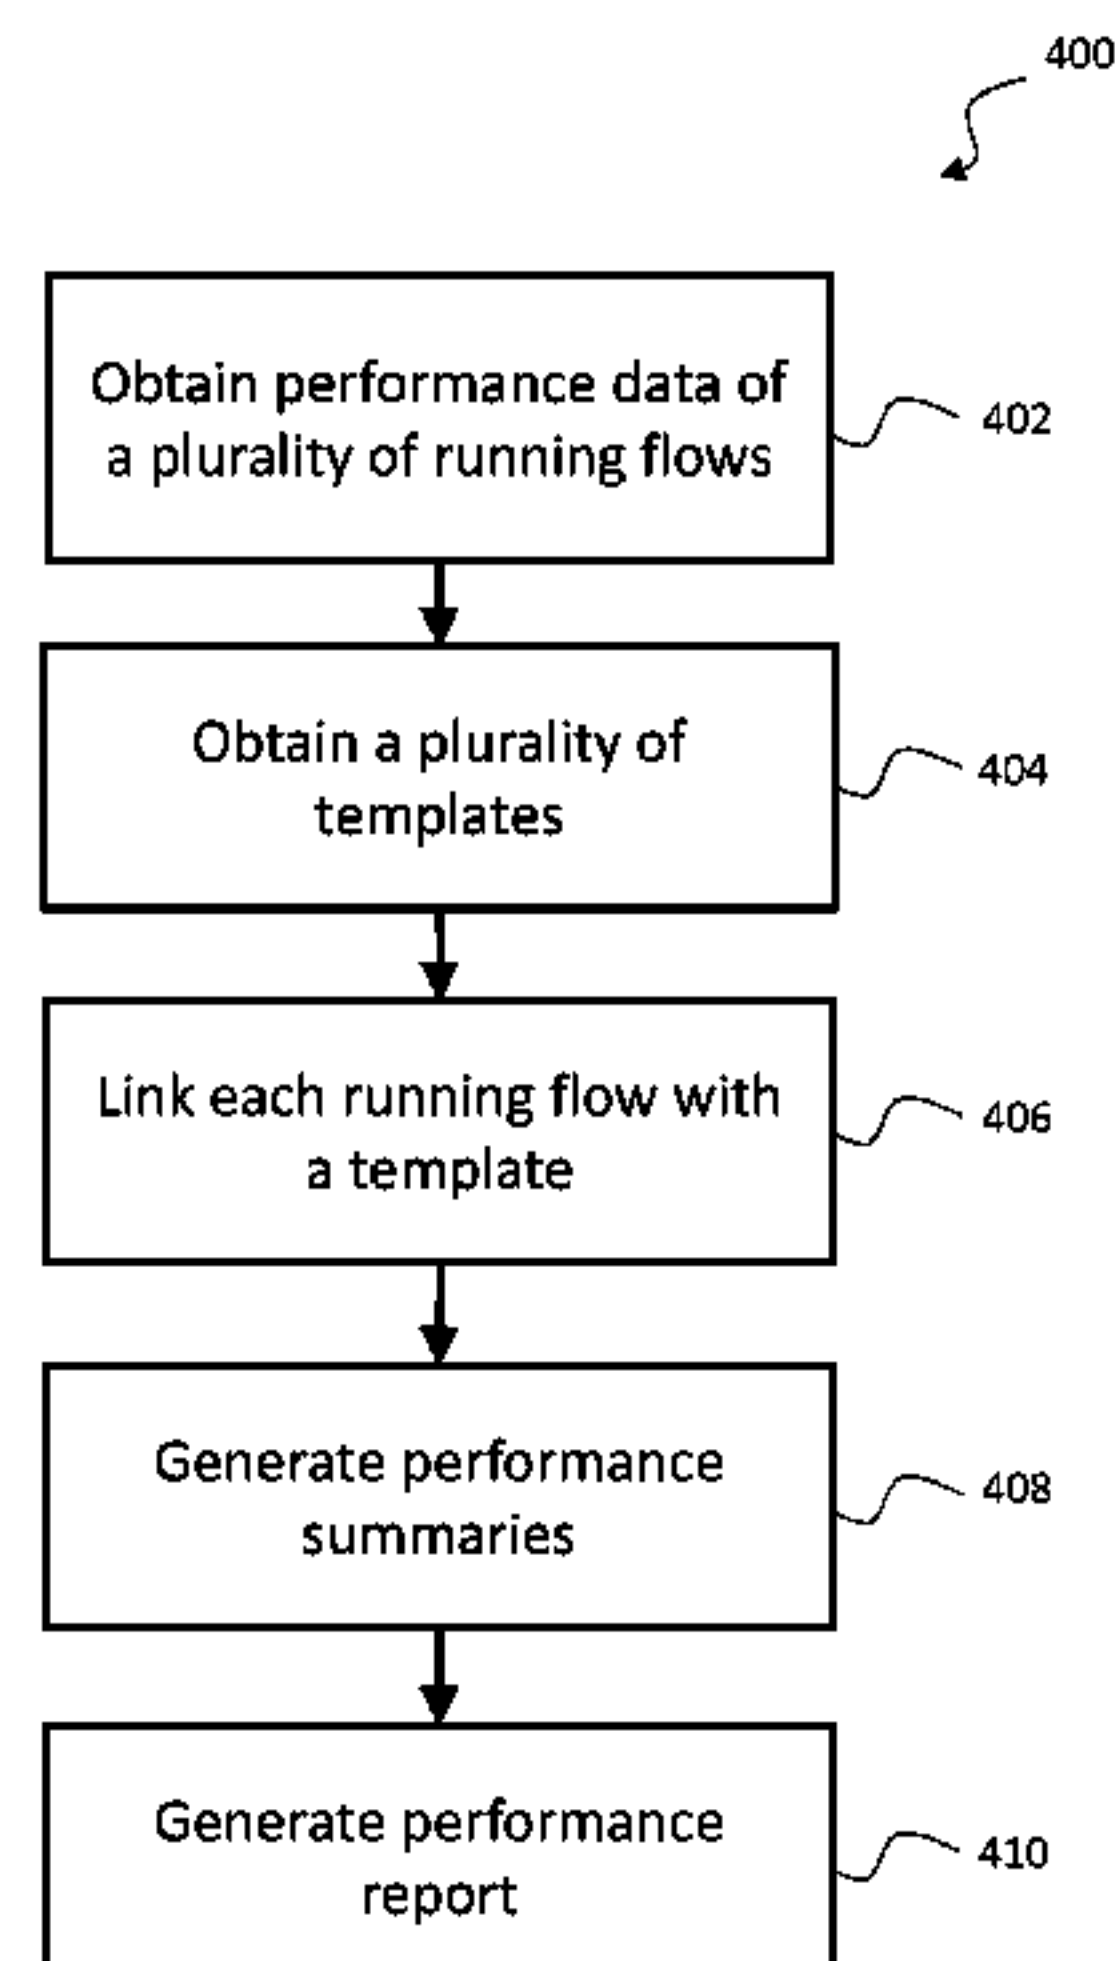 400
Obtain performance data of
a plurality of running flows
402
Obtain a plurality of
templates
404
Link each running flow with
a template
406
Generate performance
summaries
408
Generate performance
report
410